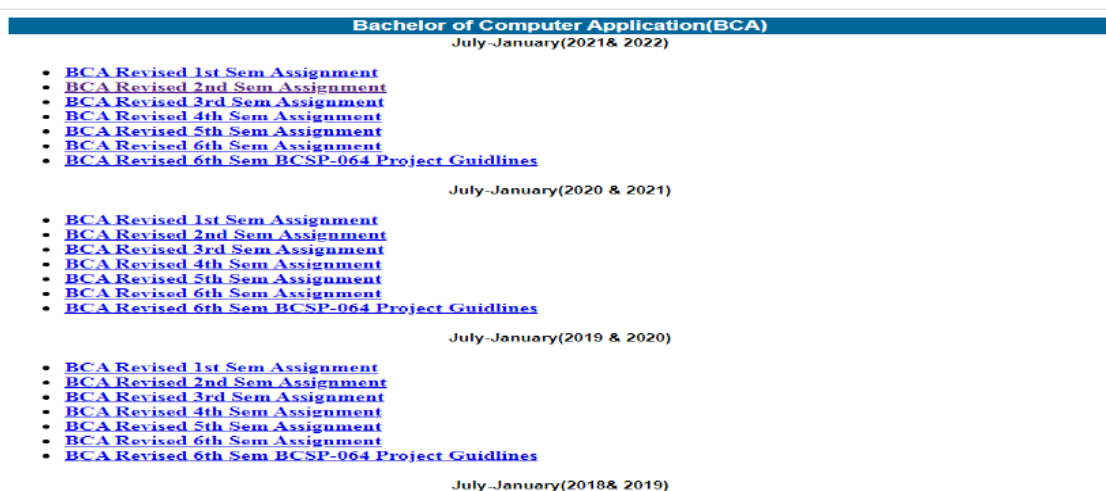 Bachelor of Computer Application(BCA)
July-January(2021& 2022)
BCA Revised 1st Sem Assignment
BCA Revised 2nd Sem Assignment
BCA Revised 3rd Sem Assignment
BCA Revised 4th Sem Assignment
BCA Revised 5th Sem Assignment
BCA Revised 6th Sem Assignment
BCA Revised 6th Sem BCSP-064 Project Guidlines
July-January(2020 & 2021)
BCA Revised 1st Sem Assignment
BCA Revised 2nd Sem Assignment
BCA Revised 3rd Sem Assignment
BCA Revised 4th Sem Assignment
BCA Revised 5th Sem Assignment
BCA Revised 6th Sem Assignment
BCA Revised 6th Sem BCSP-064 Project Guidlines
July-January(2019 & 2020)
BCA Revised 1st Sem Assignment
BCA Revised 2nd Sem Assignment
BCA Revised 3rd Sem Assignment
BCA Revised 4th Sem Assignment
BCA Revised 5th Sem Assignment
BCA Revised 6th Sem Assignment
BCA Revised 6th Sem BCSP-064 Project Guidlines
July-January(2018& 2019)